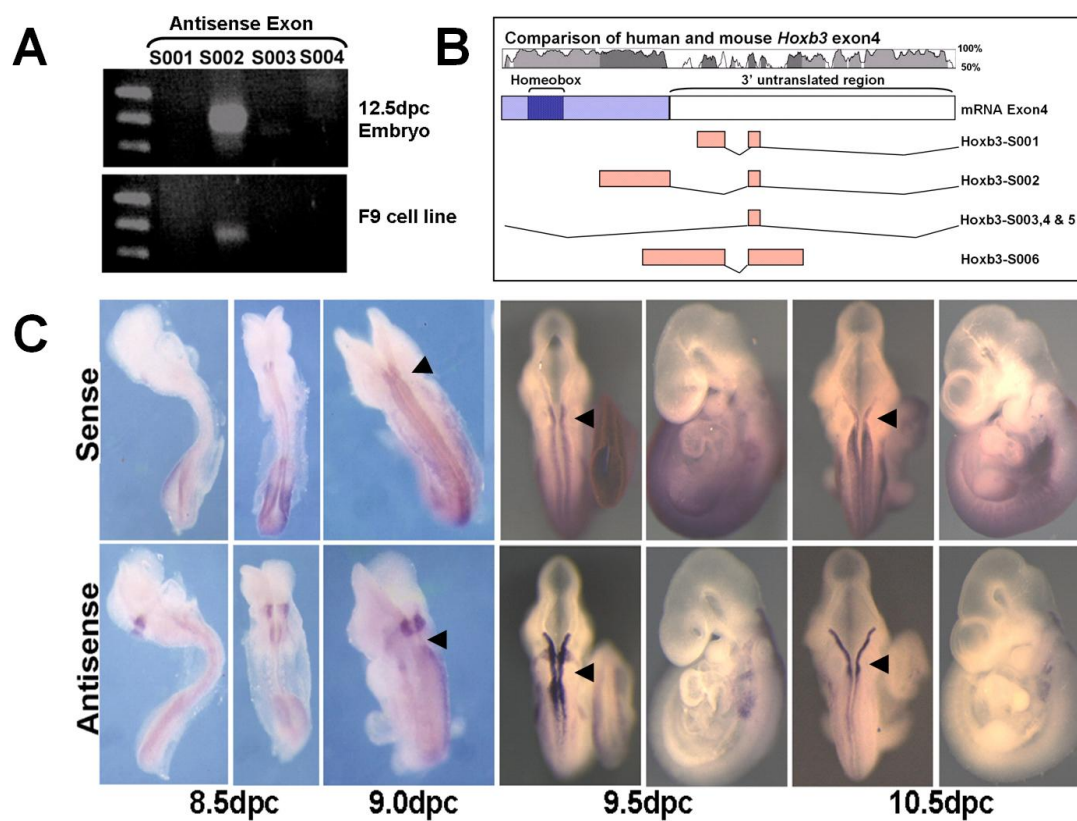 A
Antisense Exon
S001 S002 S003 S004
12.5dpc
Embryo
F9 cell line
B
Comparison of human and mouse Hoxb3 exon4
100%
50%
Homeobox
3' untranslated region
mRNA Exon4
Hoxb3-S001
Hoxb3-S002
Hoxb3-S003,4 & 5
Hoxb3-S006
C
Sense
Antisense
8.5dpc
9.0dpc
9.5dpc
10.5dpc